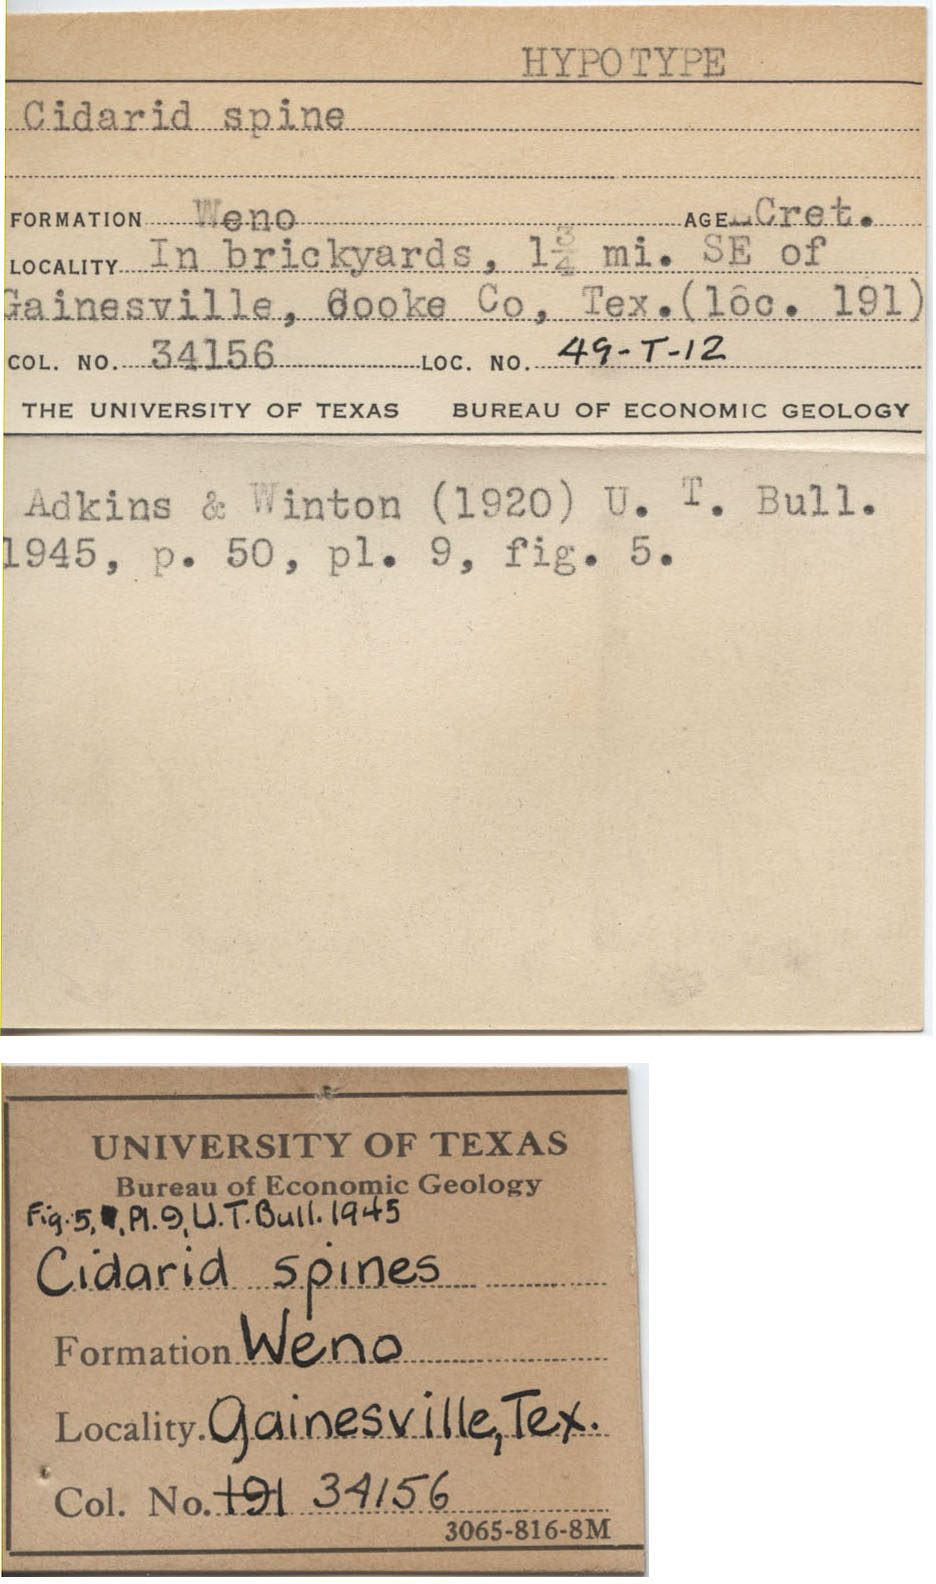 HYPOTYPE
Cidarid spine
FORMATION Weno AGE Cret.
LOCALITY In brickyards, 1 3/4 mi. SE of
Gainesville, Cooke Co, Tex. (loc. 191)
COL. NO. 34156 LOC. NO. 49-T-12
THE UNIVERSITY OF TEXAS BUREAU OF ECONOMIC GEOLOGY
Adkins & Winton (1920) U. T. Bull.
1945, p. 50, pl. 9, fig. 5.
UNIVERSITY OF TEXAS
Bureau of Economic Geology
Fig. 5, , Pl. 9, U.T. Bull. 1945
Cidarid spines
Formation Weno
Locality. Gainesville, Tex.
Col. No. 191 34156
3065-816-8M